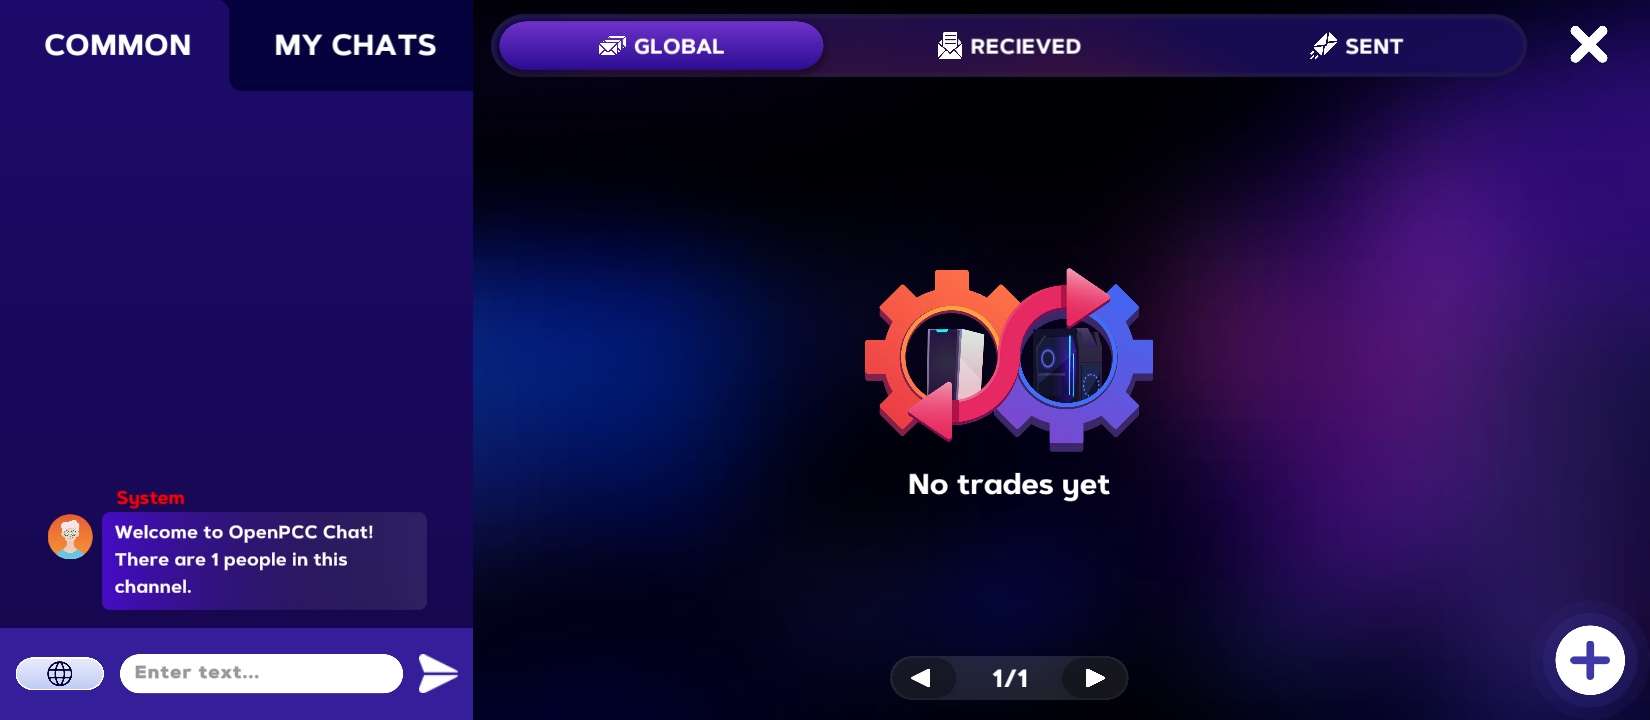 COMMON
MY CHATS
GLOBAL
RECIEVED
SENT
No trades yet
System
Welcome to OpenPCC Chat!
There are 1 people in this
channel.
Enter text...
1/1